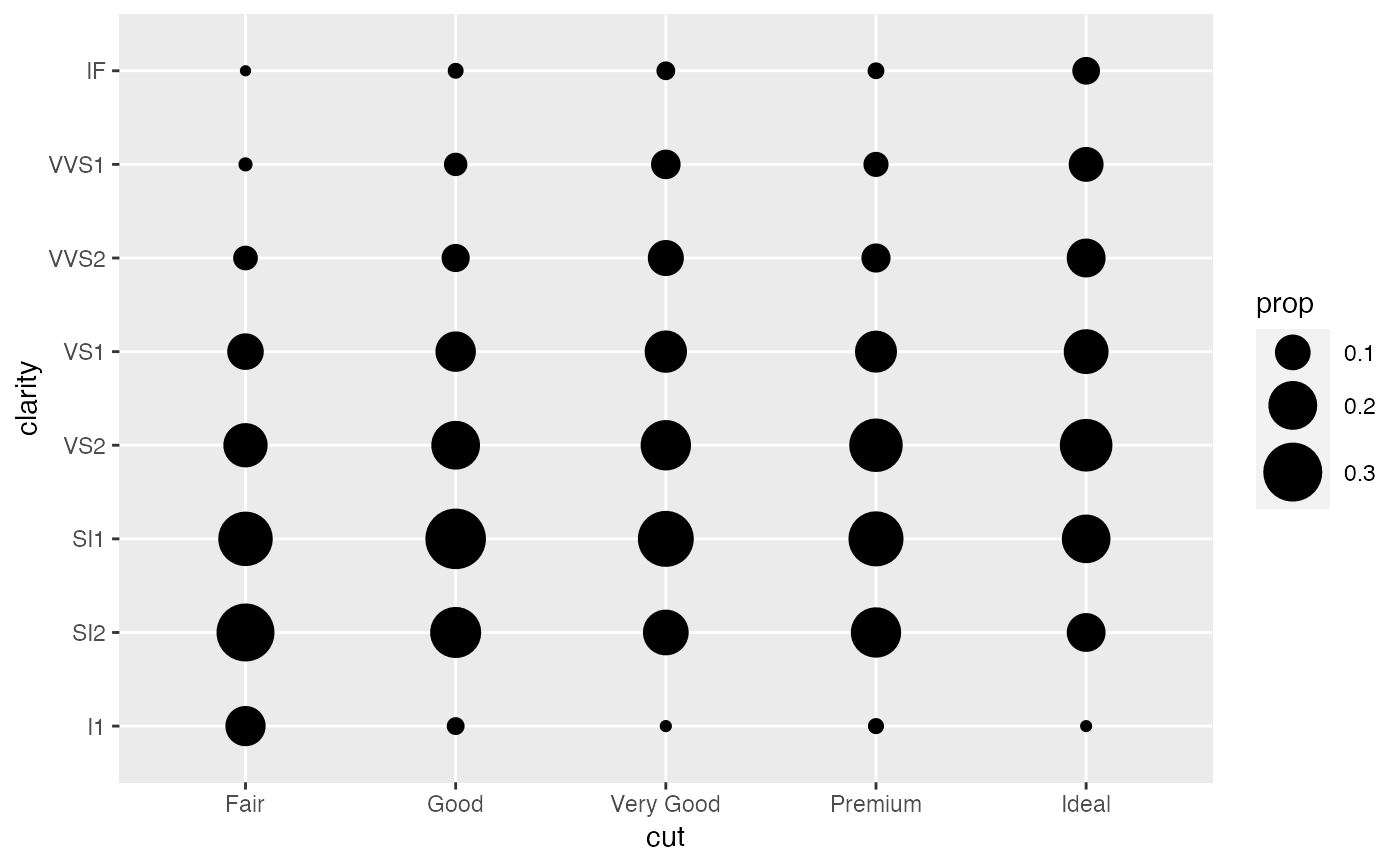 IF
VVS1
VVS2
VS1
VS2
SI1
SI2
I1
clarity
Fair Good Very Good Premium Ideal
cut
prop
0.1
0.2
0.3